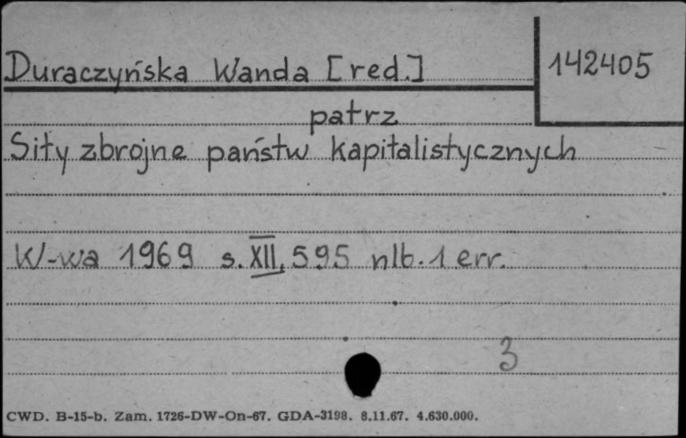 Duraczyńska Wanda [red.] 142405
patrz
Siły zbrojne państw kapitalistycznych
W-wa 1969 s. XII, 595 nlb. 1 err.
3
CWD. B-15-b. Zam. 1726-DW-On-67. GDA-3198. 8.11.67. 4.630.000.